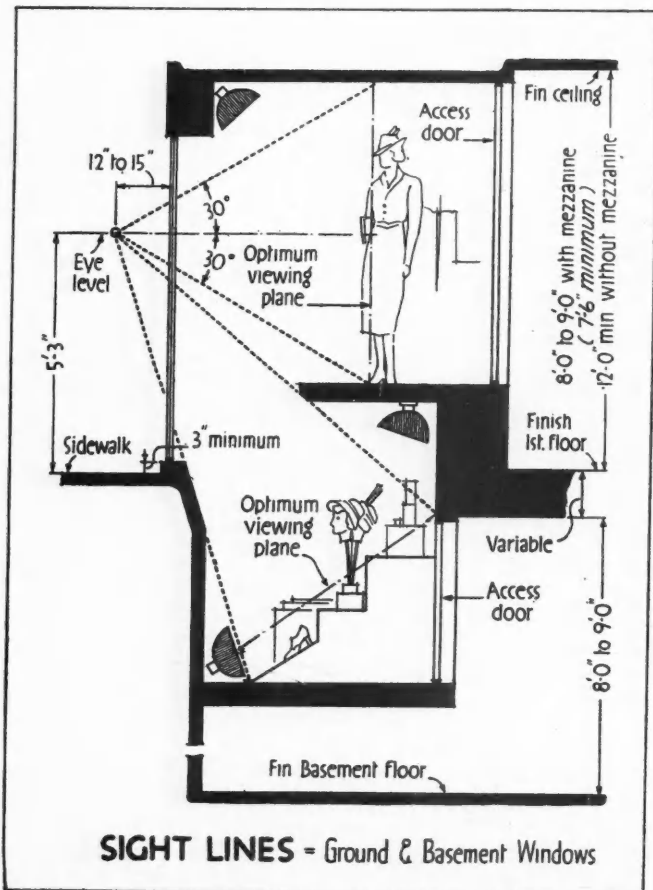 Fin ceiling
Access
door
12" to 15"
30°
30°
Eye
level
Optimum
viewing
plane
5'-3"
8'-0" to 9'-0" with mezzanine
(7'-6" minimum)
12'-0" min without mezzanine
Sidewalk
3" minimum
Finish
1st. floor
Optimum
viewing
plane
Variable
Access
door
8'-0" to 9'-0"
Fin Basement floor
SIGHT LINES = Ground & Basement Windows